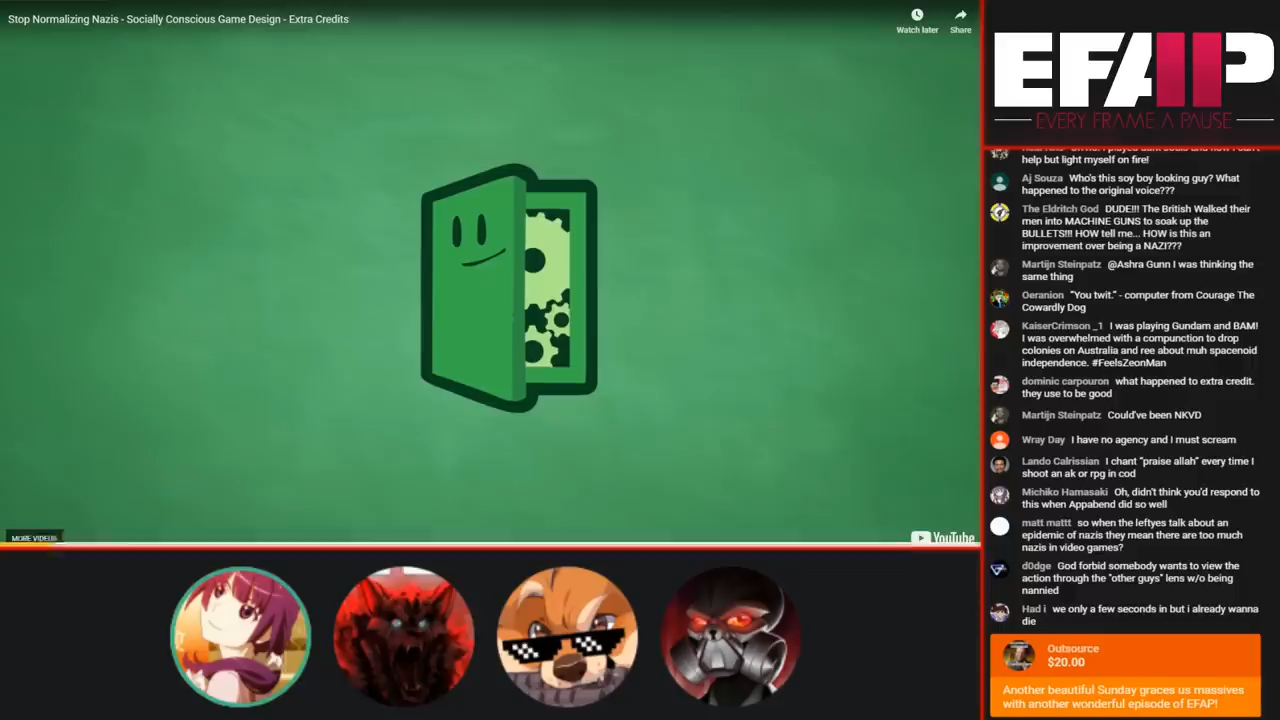 Stop Normalizing Nazis - Socially Conscious Game Design - Extra Credits
Watch later
Share
MORE VIDEOS
YouTube
EFAP
EVERY FRAME A PAUSE
help but light myself on fire!
Aj Souza Who's this soy boy looking guy? What
happened to the original voice???
The Eldritch God DUDE!!! The British Walked their
men into MACHINE GUNS to soak up the
BULLETS!!! HOW tell me... HOW is this an
improvement over being a NAZI???
Martijn Steinpatz @Ashra Gunn I was thinking the
same thing
Oeranion "You twit." - computer from Courage The
Cowardly Dog
KaiserCrimson _1 I was playing Gundam and BAM!
I was overwhelmed with a compunction to drop
colonies on Australia and ree about muh spacenoid
independence. #FeelsZeonMan
dominic carpouron what happened to extra credit.
they use to be good
Martijn Steinpatz Could've been NKVD
Wray Day I have no agency and I must scream
Lando Calrissian I chant "praise allah" every time I
shoot an ak or rpg in cod
Michiko Hamasaki Oh, didn't think you'd respond to
this when Appabend did so well
matt mattt so when the leftyes talk about an
epidemic of nazis they mean there are too much
nazis in video games?
d0dge God forbid somebody wants to view the
action through the "other guys" lens w/o being
nannied
Had i we only a few seconds in but i already wanna
die
Outsource
$20.00
Another beautiful Sunday graces us massives
with another wonderful episode of EFAP!